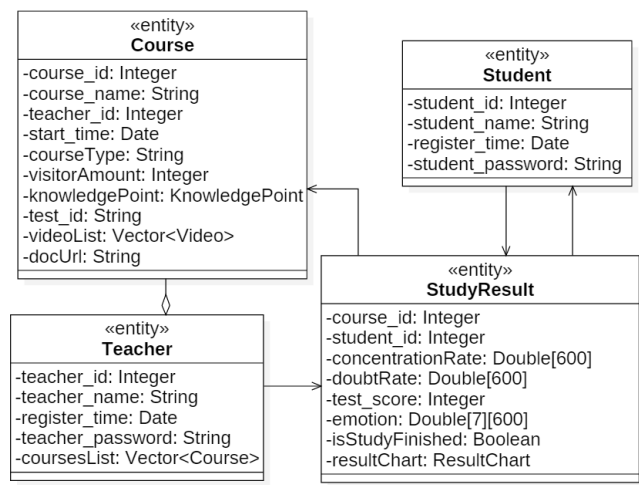 «entity»
Course
-course_id: Integer
-course_name: String
-teacher_id: Integer
-start_time: Date
-courseType: String
-visitorAmount: Integer
-knowledgePoint: KnowledgePoint
-test_id: String
-videoList: Vector<Video>
-docUrl: String
«entity»
Student
-student_id: Integer
-student_name: String
-register_time: Date
-student_password: String
«entity»
Teacher
-teacher_id: Integer
-teacher_name: String
-register_time: Date
-teacher_password: String
-coursesList: Vector<Course>
«entity»
StudyResult
-course_id: Integer
-student_id: Integer
-concentrationRate: Double[600]
-doubtRate: Double[600]
-test_score: Integer
-emotion: Double[7][600]
-isStudyFinished: Boolean
-resultChart: ResultChart